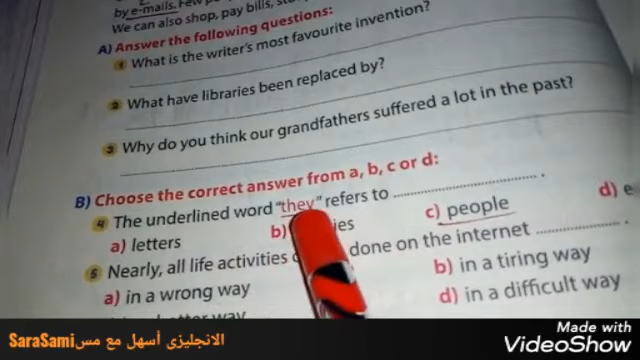 by e-mails. Few
We can also shop, pay bills,
A) Answer the following questions:
1 What is the writer's most favourite invention?
2 What have libraries been replaced by?
3 Why do you think our grandfathers suffered a lot in the past?
B) Choose the correct answer from a, b, c or d:
4 The underlined word "they" refers to ....................
a) letters b) ies c) people d) e
5 Nearly, all life activities done on the internet ....................
a) in a wrong way b) in a tiring way
way d) in a difficult way
الانجليزى أسهل مع مس SaraSami
Made with
VideoShow